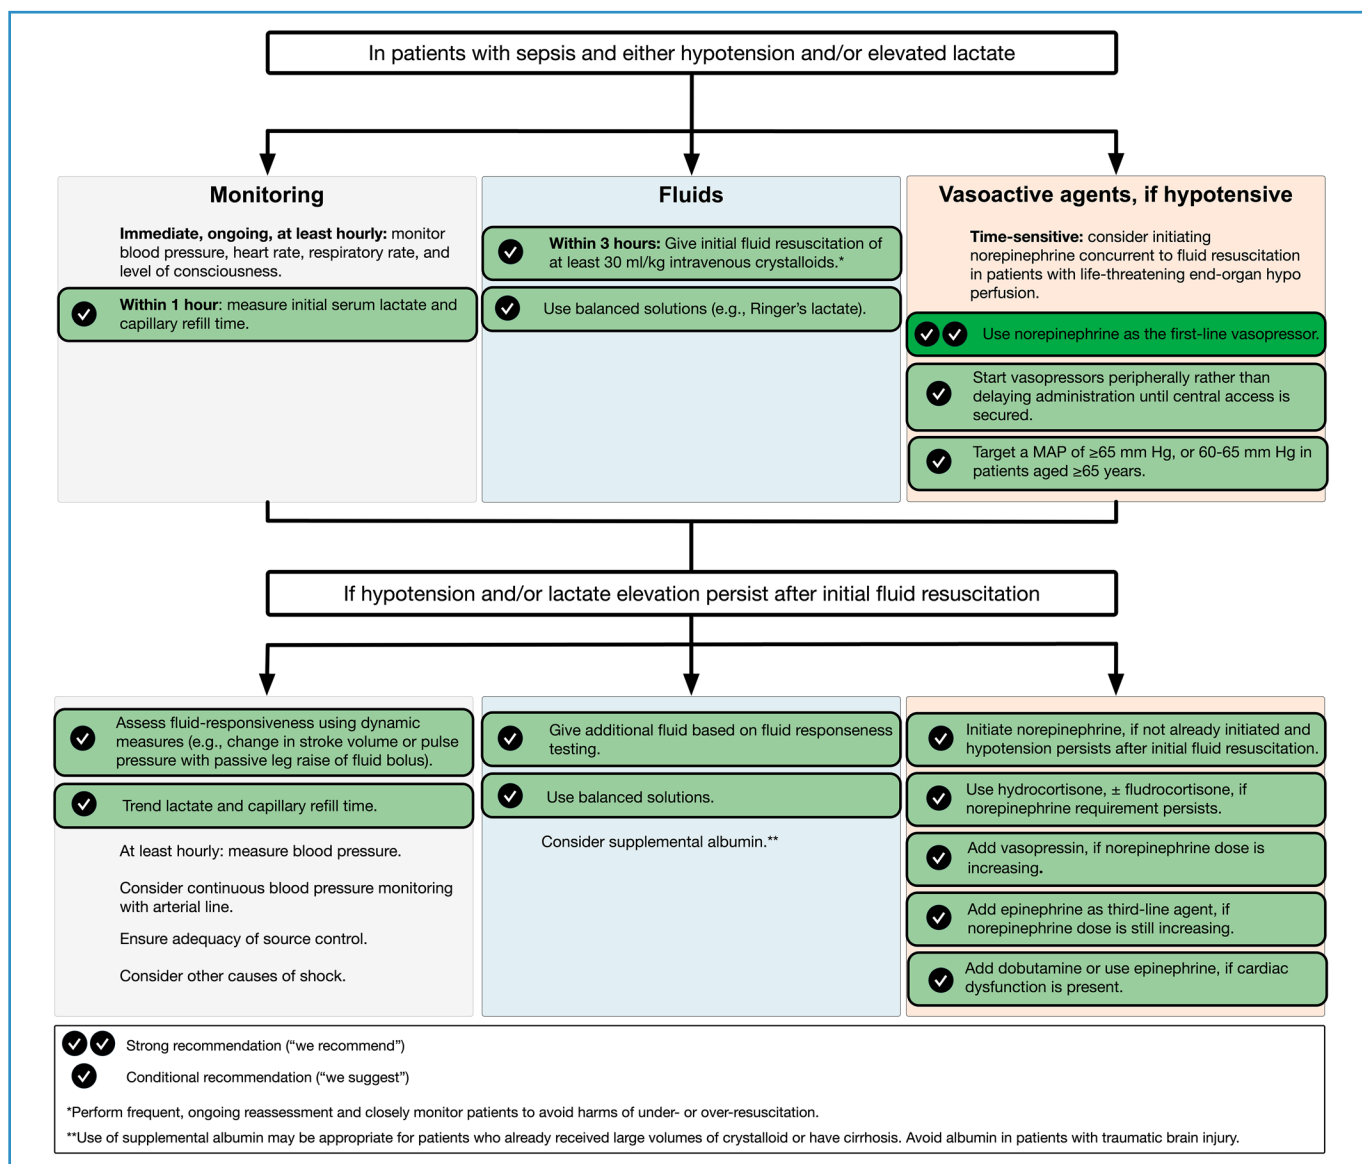 In patients with sepsis and either hypotension and/or elevated lactate
Monitoring
Immediate, ongoing, at least hourly: monitor
blood pressure, heart rate, respiratory rate, and
level of consciousness.
Within 1 hour: measure initial serum lactate and
capillary refill time.
Fluids
Within 3 hours: Give initial fluid resuscitation of
at least 30 ml/kg intravenous crystalloids.*
Use balanced solutions (e.g., Ringer's lactate).
Vasoactive agents, if hypotensive
Time-sensitive: consider initiating
norepinephrine concurrent to fluid resuscitation
in patients with life-threatening end-organ hypo
perfusion.
Use norepinephrine as the first-line vasopressor.
Start vasopressors peripherally rather than
delaying administration until central access is
secured.
Target a MAP of ≥65 mm Hg, or 60-65 mm Hg in
patients aged ≥65 years.
If hypotension and/or lactate elevation persist after initial fluid resuscitation
Assess fluid-responsiveness using dynamic
measures (e.g., change in stroke volume or pulse
pressure with passive leg raise of fluid bolus).
Trend lactate and capillary refill time.
At least hourly: measure blood pressure.
Consider continuous blood pressure monitoring
with arterial line.
Ensure adequacy of source control.
Consider other causes of shock.
Give additional fluid based on fluid responseness
testing.
Use balanced solutions.
Consider supplemental albumin.**
Initiate norepinephrine, if not already initiated and
hypotension persists after initial fluid resuscitation.
Use hydrocortisone, ± fludrocortisone, if
norepinephrine requirement persists.
Add vasopressin, if norepinephrine dose is
increasing.
Add epinephrine as third-line agent, if
norepinephrine dose is still increasing.
Add dobutamine or use epinephrine, if cardiac
dysfunction is present.
Strong recommendation (“we recommend”)
Conditional recommendation (“we suggest”)
*Perform frequent, ongoing reassessment and closely monitor patients to avoid harms of under- or over-resuscitation.
**Use of supplemental albumin may be appropriate for patients who already received large volumes of crystalloid or have cirrhosis. Avoid albumin in patients with traumatic brain injury.